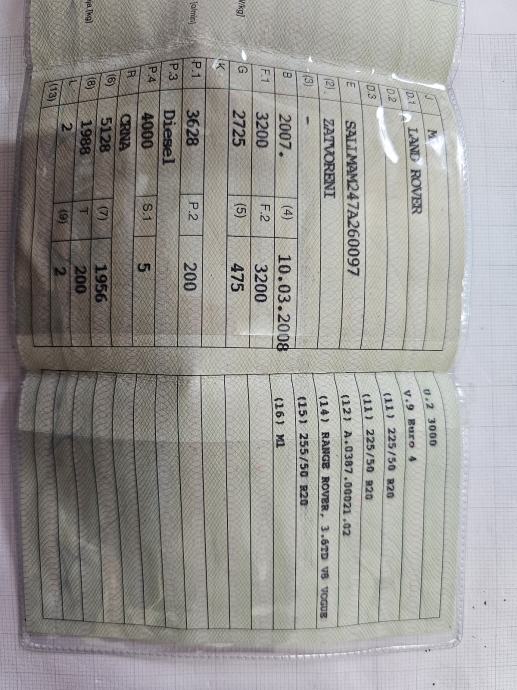 J M
D.1 LAND ROVER
D.2
D.3
E SALLMAM247A260097
(2) ZATVORENI
(3) -
B 2007. (4) 10.03.2008
F.1 3200 F.2 3200
G 2725 (5) 475
K
P.1 3628 P.2 200
P.3 Diesel
P.4 4000 S.1 5
R CRNA
(6) 5128 (7) 1956
(8) 1988 T 200
L 2 (9) 2
(13)
U.2 3000
V.9 Euro 4
(11) 225/50 R20
(11) 225/50 R20
(12) A.0387.00021.02
(14) RANGE ROVER, 3.6TD V8 VOGUE
(15) 255/50 R20
(16) M1